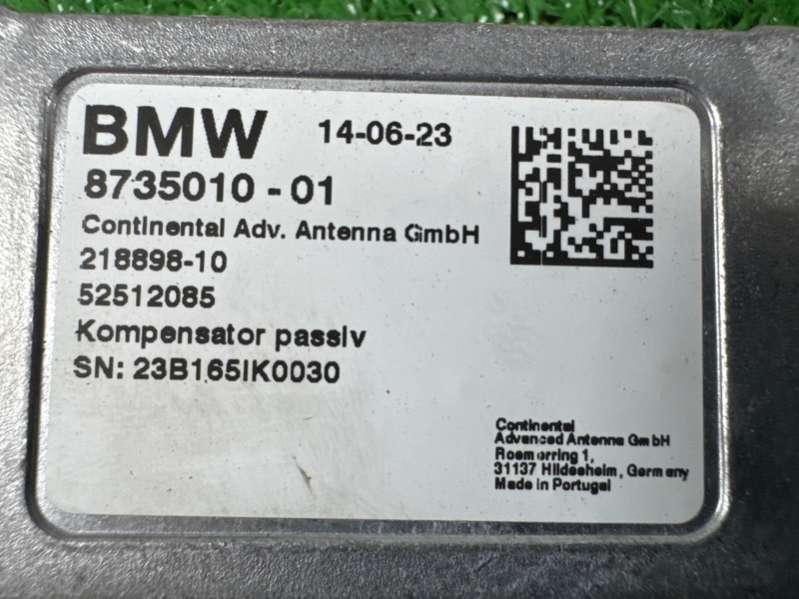 BMW 14-06-23
8735010-01
Continental Adv. Antenna GmbH
218898-10
52512085
Kompensator passiv
SN: 23B165IK0030
Continental
Advanced Antenna GmbH
Roemerring 1,
31137 Hildesheim, Germany
Made in Portugal